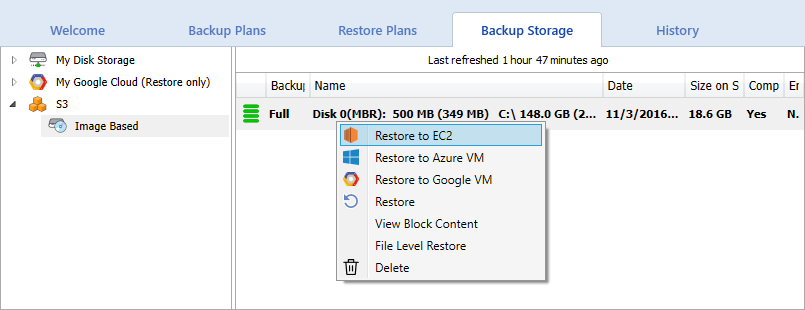 Welcome Backup Plans Restore Plans Backup Storage History
My Disk Storage
My Google Cloud (Restore only)
S3
Image Based
Last refreshed 1 hour 47 minutes ago
Backup Name Date Size on S Comp Er
Full Disk 0(MBR): 500 MB (349 MB) C:\ 148.0 GB (2... 11/3/2016... 18.6 GB Yes N.
Restore to EC2
Restore to Azure VM
Restore to Google VM
Restore
View Block Content
File Level Restore
Delete